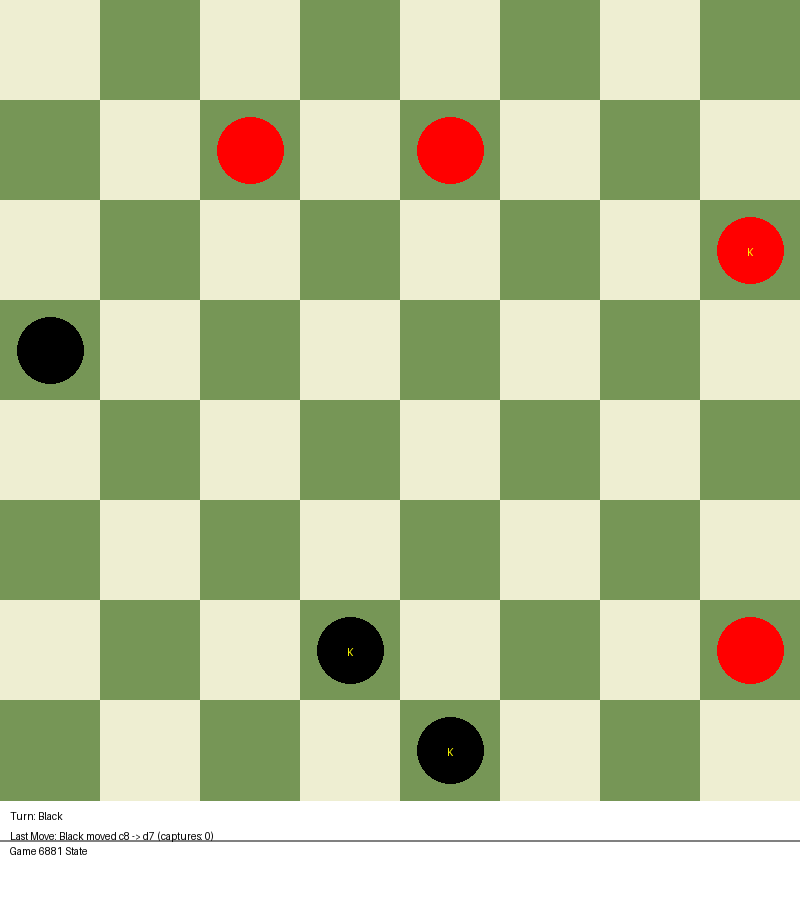 K
K
K
Turn: Black
Last Move: Black moved c8 -> d7 (captures: 0)
Game 6881 State